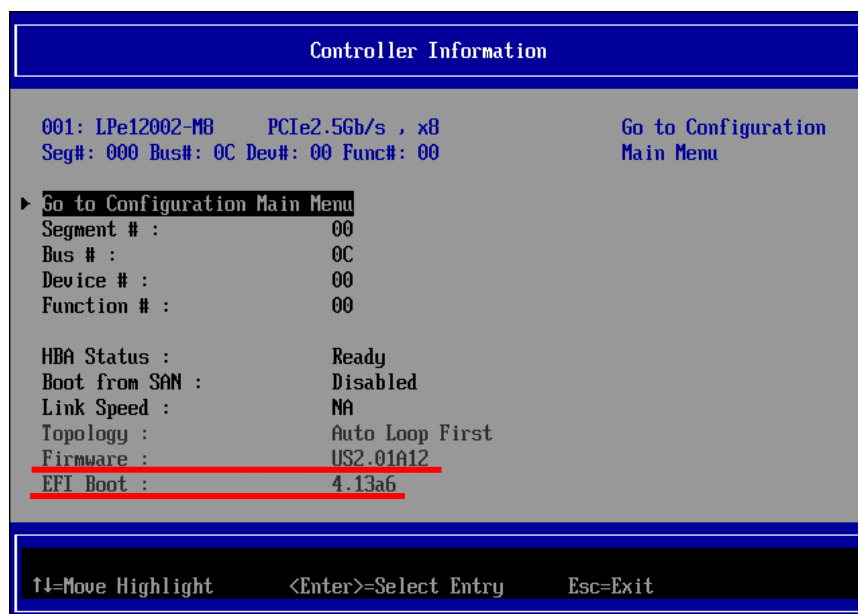 Controller Information
001: LPe12002-M8 PCIe2.5Gb/s , x8
Seg#: 000 Bus#: 0C Dev#: 00 Func#: 00
Go to Configuration
Main Menu
Go to Configuration Main Menu
Segment # : 00
Bus # : 0C
Device # : 00
Function # : 00
HBA Status : Ready
Boot from SAN : Disabled
Link Speed : NA
Topology : Auto Loop First
Firmware : US2.01A12
EFI Boot : 4.13a6
↑↓=Move Highlight <Enter>=Select Entry Esc=Exit